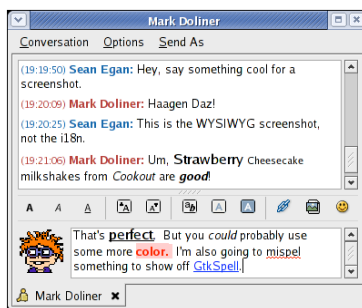 Mark Doliner
Conversation Options Send As
(19:19:50) Sean Egan: Hey, say something cool for a
screenshot.
(19:20:09) Mark Doliner: Haagen Daz!
(19:20:25) Sean Egan: This is the WYSIWYG screenshot,
not the i18n.
(19:21:06) Mark Doliner: Um, Strawberry Cheesecake
milkshakes from Cookout are good!
A A A A A ab A A
That's perfect. But you could probably use
some more color. I'm also going to mispel
something to show off GtkSpell.
Mark Doliner